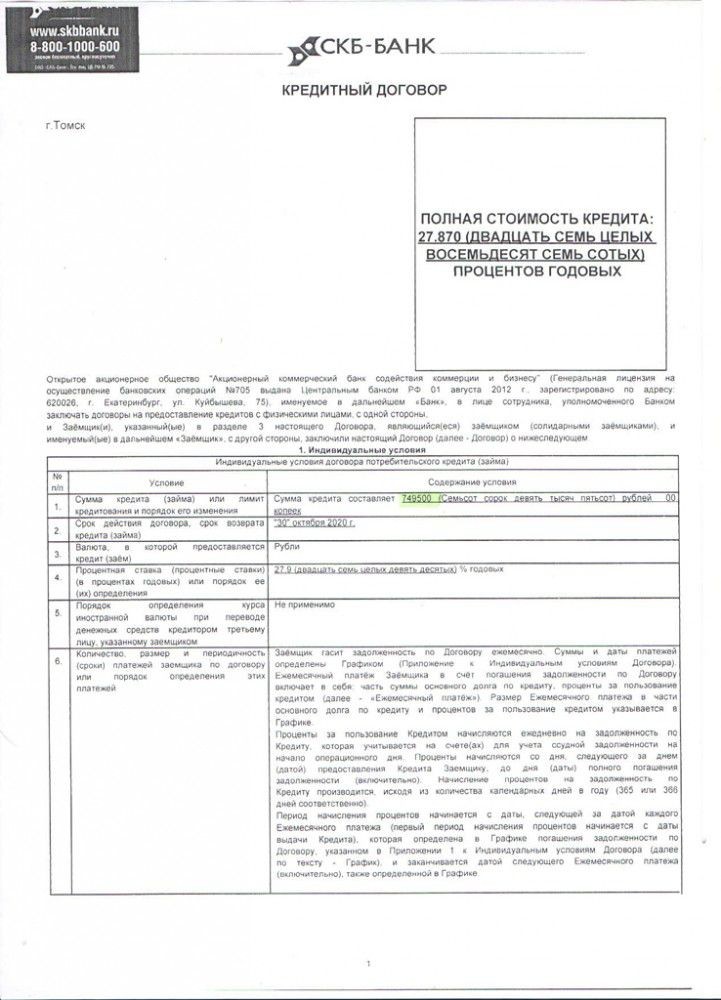 www.skbbank.ru
8-800-1000-600
СКБ-БАНК
КРЕДИТНЫЙ ДОГОВОР
г.Томск
ПОЛНАЯ СТОИМОСТЬ КРЕДИТА:
27.870 (ДВАДЦАТЬ СЕМЬ ЦЕЛЫХ
ВОСЕМЬДЕСЯТ СЕМЬ СОТЫХ)
ПРОЦЕНТОВ ГОДОВЫХ
Открытое акционерное общество "Акционерный коммерческий банк содействия коммерции и бизнесу" (Генеральная лицензия на
осуществление банковских операций №705 выдана Центральным банком РФ 01 августа 2012 г., зарегистрировано по адресу:
620026, г. Екатеринбург, ул. Куйбышева, 75), именуемое в дальнейшем «Банк», в лице сотрудника, уполномоченного Банком
заключать договоры на предоставление кредитов с физическими лицами, с одной стороны,
и Заёмщик(и), указанный(ые) в разделе 3 настоящего Договора, являющийся(еся) заёмщиком (солидарными заёмщиками), и
именуемый(ые) в дальнейшем «Заёмщик», с другой стороны, заключили настоящий Договор (далее - Договор) о нижеследующем
1. Индивидуальные условия
Индивидуальные условия договора потребительского кредита (займа)
№
п/п
Условие
Содержание условия
1.
Сумма кредита (займа) или лимит
кредитования и порядок его изменения
Сумма кредита составляет 749500 (Семьсот сорок девять тысяч пятьсот) рублей 00
копеек
2.
Срок действия договора, срок возврата
кредита (займа)
"30" октября 2020 г.
3.
Валюта, в которой предоставляется
кредит (заём)
Рубли
4.
Процентная ставка (процентные ставки)
(в процентах годовых) или порядок ее
(их) определения
27.9 (двадцать семь целых девять десятых) % годовых
5.
Порядок определения курса
иностранной валюты при переводе
денежных средств кредитором третьему
лицу, указанному заемщиком
Не применимо
6.
Количество, размер и периодичность
(сроки) платежей заемщика по договору
или порядок определения этих
платежей
Заёмщик гасит задолженность по Договору ежемесячно. Суммы и даты платежей
определены Графиком (Приложение к Индивидуальным условиям Договора).
Ежемесячный платёж Заёмщика в счёт погашения задолженности по Договору
включает в себя: часть суммы основного долга по кредиту, проценты за пользование
кредитом (далее - «Ежемесячный платёж»). Размер Ежемесячного платежа в части
основного долга по кредиту и процентов за пользование кредитом указывается в
Графике.
Проценты за пользование Кредитом начисляются ежедневно на задолженность по
Кредиту, которая учитывается на счете(ах) для учета ссудной задолженности на
начало операционного дня. Проценты начисляются со дня, следующего за днем
(датой) предоставления Кредита Заемщику, до дня (даты) полного погашения
задолженности (включительно). Начисление процентов на задолженность по
Кредиту производится, исходя из количества календарных дней в году (365 или 366
дней соответственно).
Период начисления процентов начинается с даты, следующей за датой каждого
Ежемесячного платежа (первый период начисления процентов начинается с даты
выдачи Кредита), которая определена в Графике погашения задолженности по
Договору, указанном в Приложении 1 к Индивидуальным условиям Договора (далее
по тексту - График), и заканчивается датой следующего Ежемесячного платежа
(включительно), также определенной в Графике
1